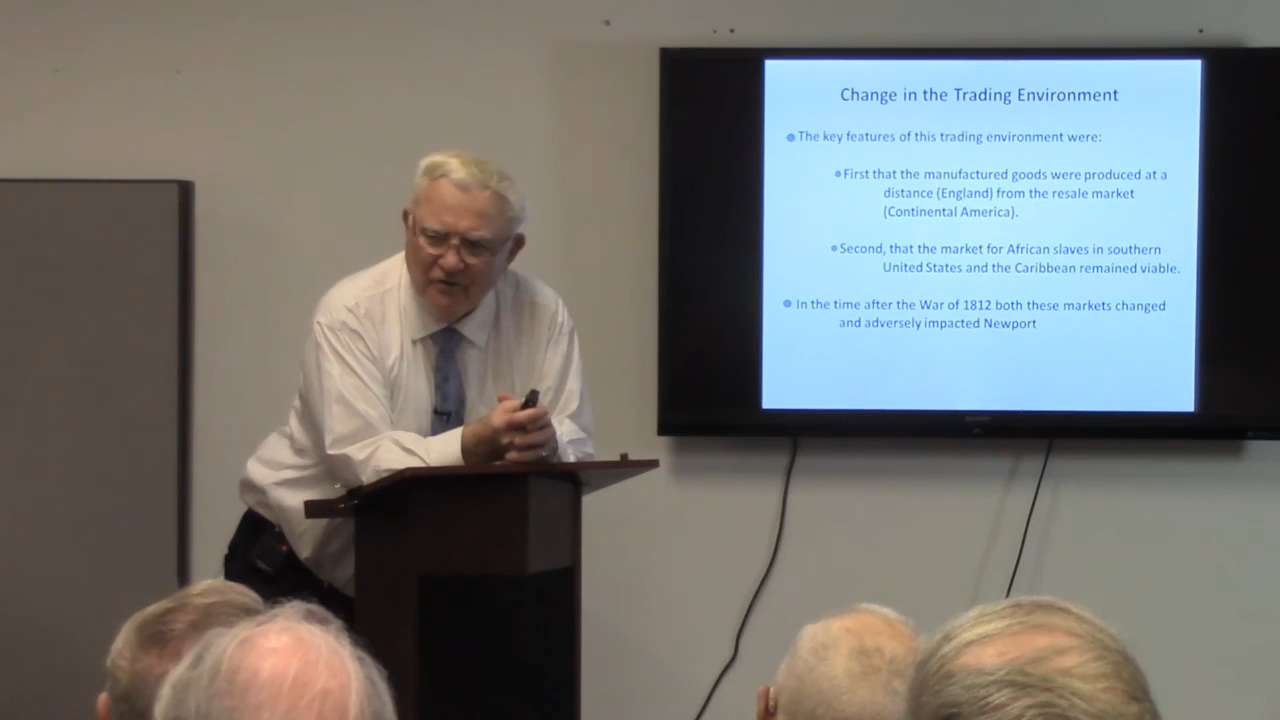 Change in the Trading Environment
The key features of this trading environment were:
First that the manufactured goods were produced at a
distance (England) from the resale market
(Continental America).
Second, that the market for African slaves in southern
United States and the Caribbean remained viable.
In the time after the War of 1812 both these markets changed
and adversely impacted Newport